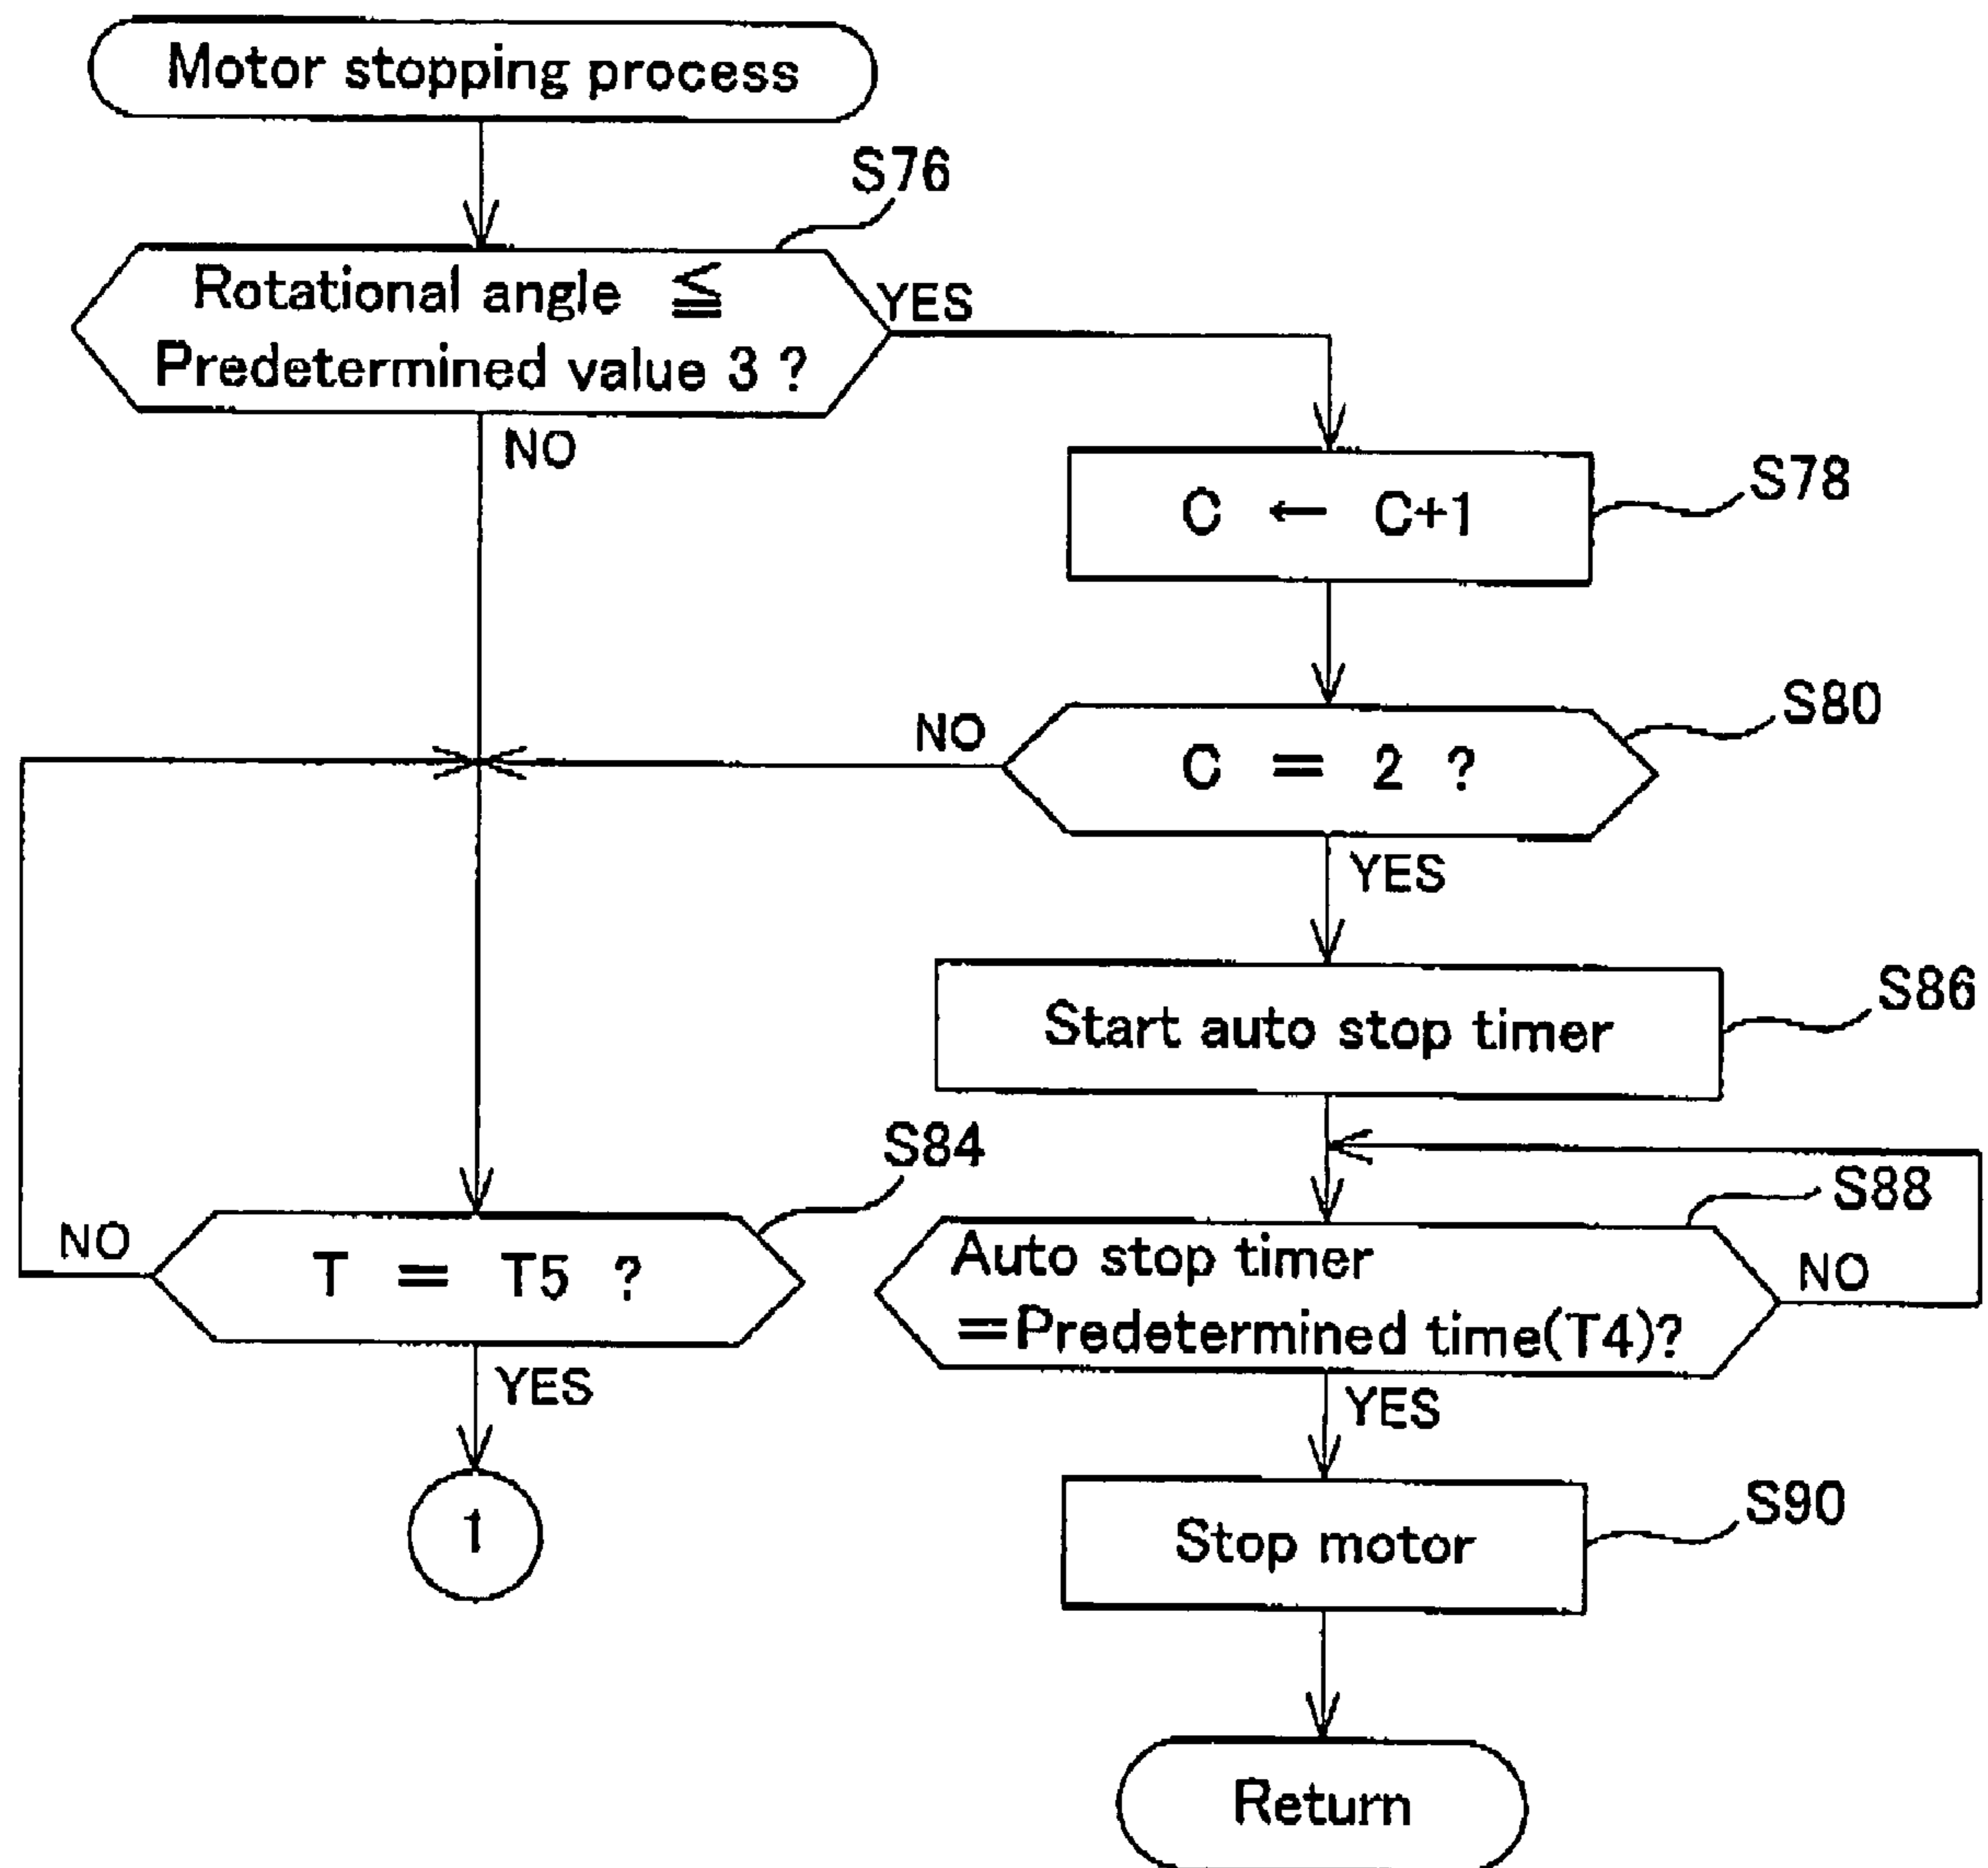 Motor stopping process
S76
Rotational angle ≦
Predetermined value 3 ?
YES
NO
C ← C+1
S78
S80
NO
C = 2 ?
YES
Start auto stop timer
S86
S84
S88
NO
T = T5 ?
YES
Auto stop timer
=Predetermined time(T4)?
NO
YES
1
Stop motor
S90
Return